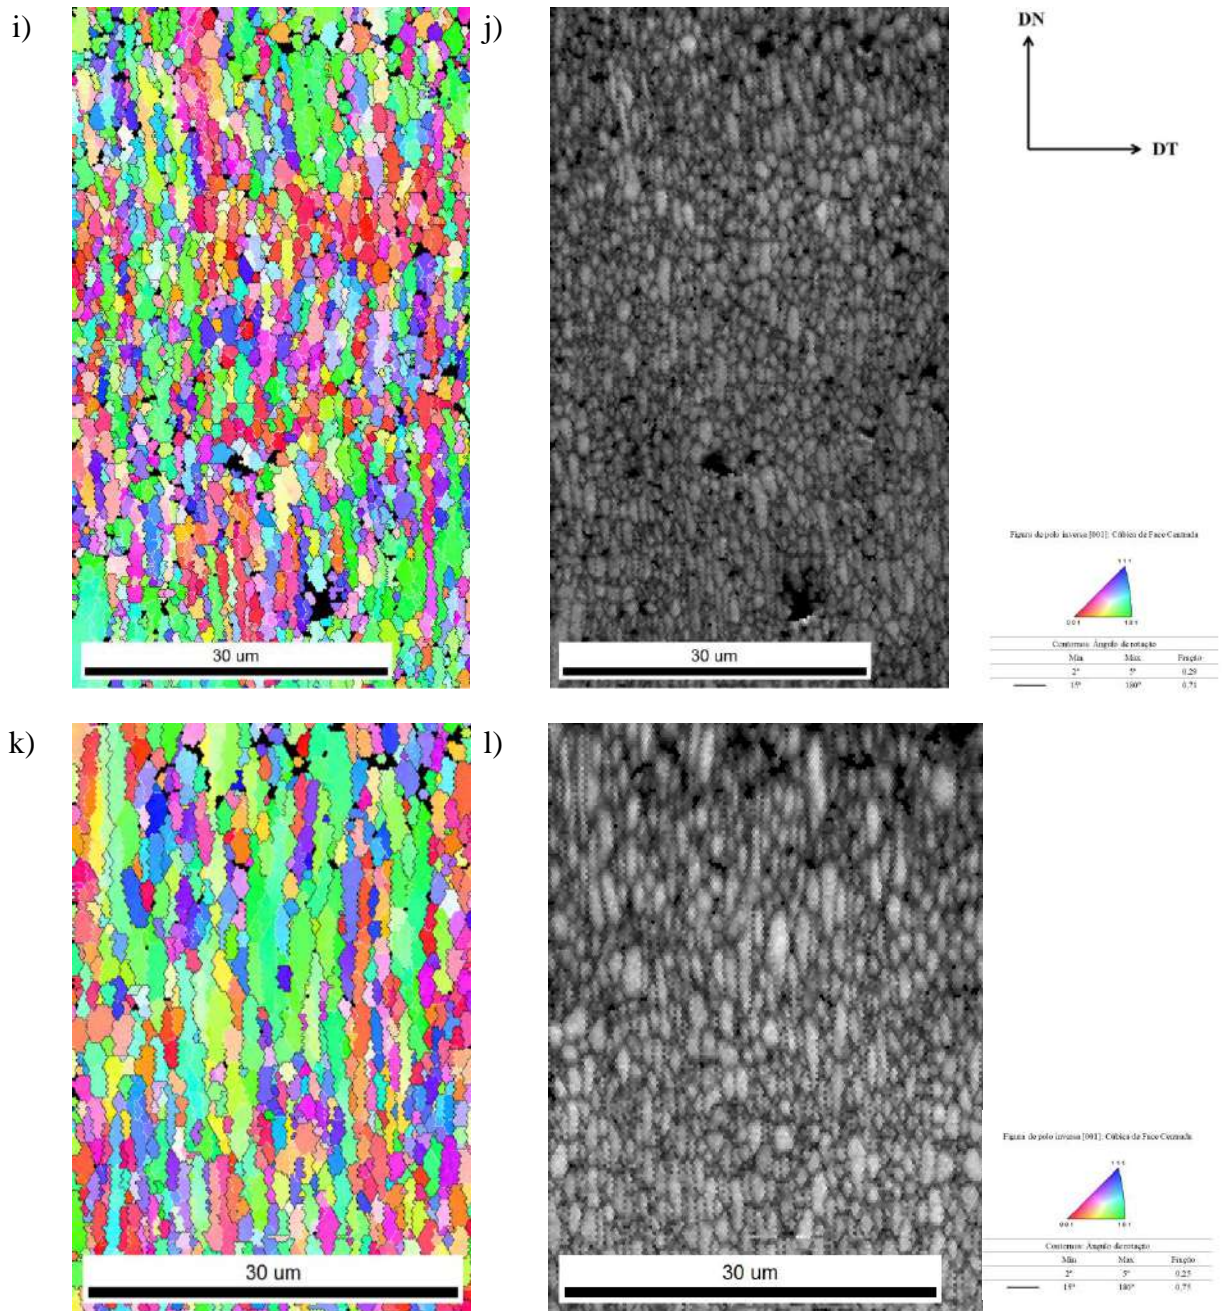 i)
j)
DN
DT
30 um
30 um
Figura de polo inversa [001]: Cúbica de Face Centrada
111
001 101
Contornos: Ângulo de rotação
Min Max Fração
2° 5° 0.29
15° 180° 0.71
k)
l)
30 um
30 um
Figura de polo inversa [001]: Cúbica de Face Centrada
111
001 101
Contornos: Ângulo de rotação
Min Max Fração
2° 5° 0.25
15° 180° 0.75